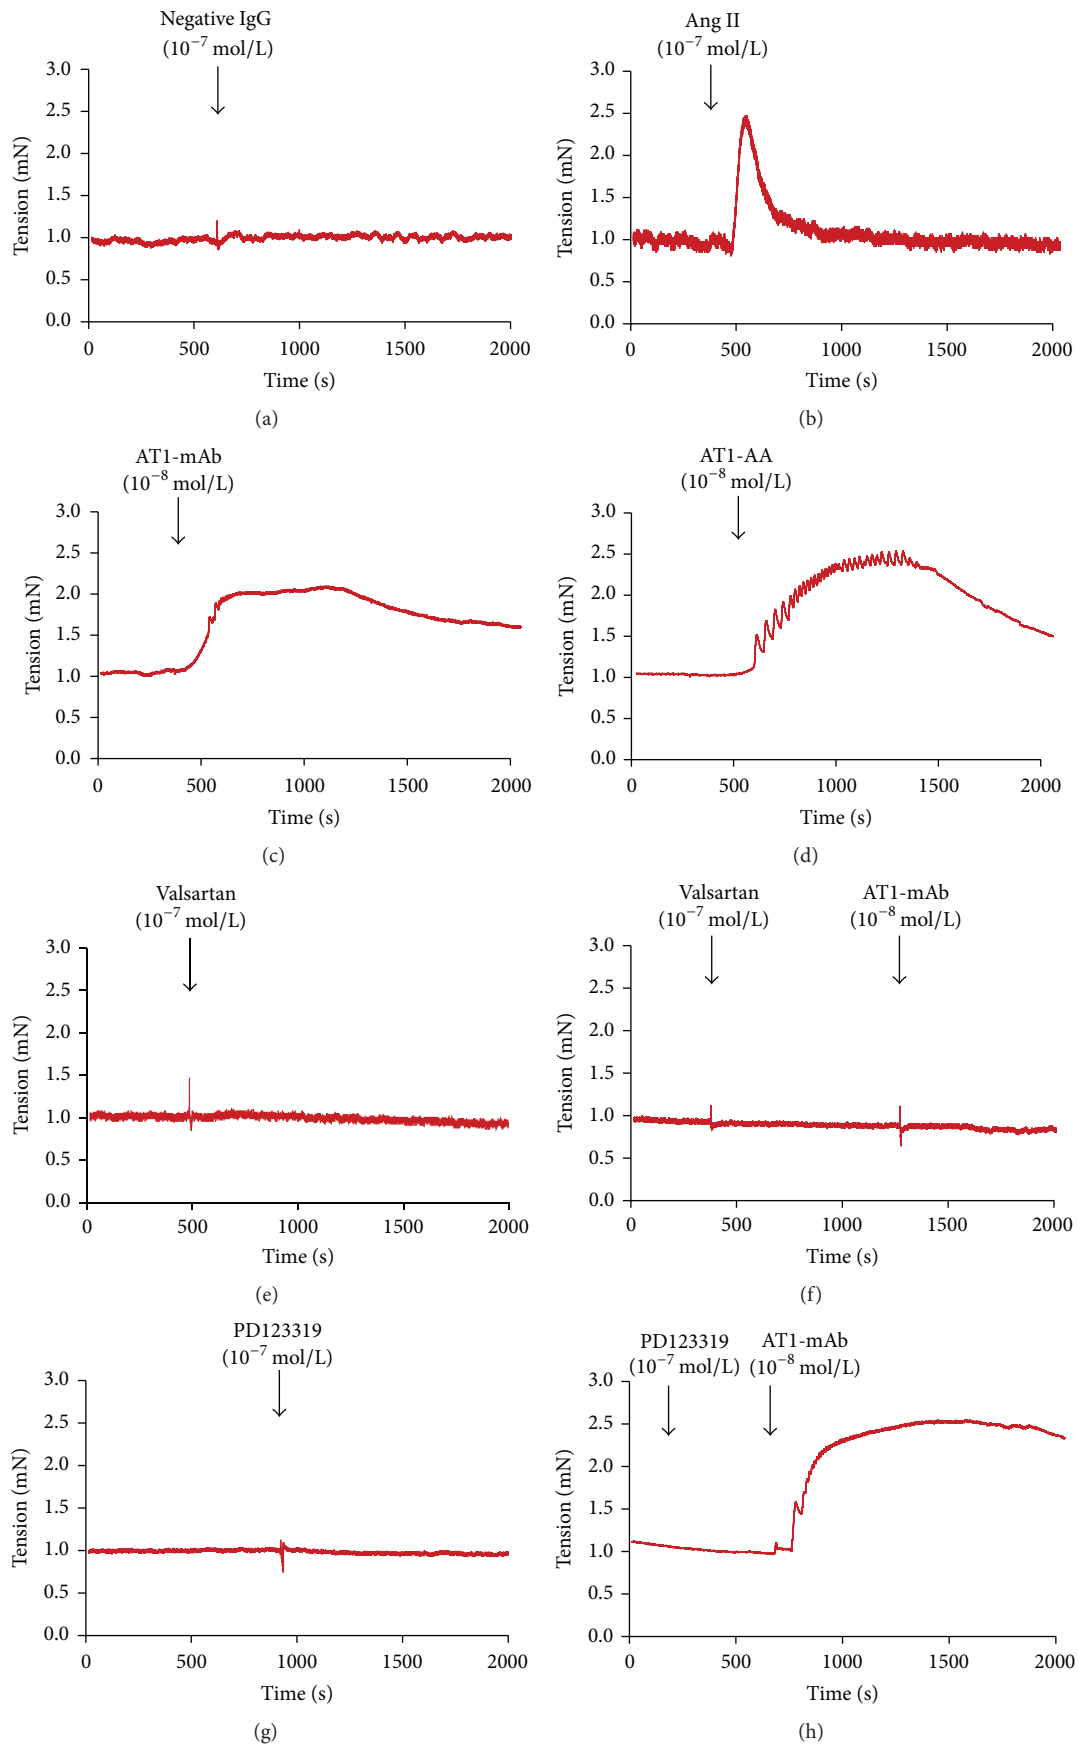 Negative IgG
(10−7 mol/L)
3.0
2.5
2.0
1.5
1.0
0.5
0.0
Tension (mN)
0 500 1000 1500 2000
Time (s)
(a)
Ang II
(10−7 mol/L)
3.0
2.5
2.0
1.5
1.0
0.5
0.0
Tension (mN)
0 500 1000 1500 2000
Time (s)
(b)
AT1-mAb
(10−8 mol/L)
3.0
2.5
2.0
1.5
1.0
0.5
0.0
Tension (mN)
0 500 1000 1500 2000
Time (s)
(c)
AT1-AA
(10−8 mol/L)
3.0
2.5
2.0
1.5
1.0
0.5
0.0
Tension (mN)
0 500 1000 1500 2000
Time (s)
(d)
Valsartan
(10−7 mol/L)
3.0
2.5
2.0
1.5
1.0
0.5
0.0
Tension (mN)
0 500 1000 1500 2000
Time (s)
(e)
Valsartan AT1-mAb
(10−7 mol/L) (10−8 mol/L)
3.0
2.5
2.0
1.5
1.0
0.5
0.0
Tension (mN)
0 500 1000 1500 2000
Time (s)
(f)
PD123319
(10−7 mol/L)
3.0
2.5
2.0
1.5
1.0
0.5
0.0
Tension (mN)
0 500 1000 1500 2000
Time (s)
(g)
PD123319 AT1-mAb
(10−7 mol/L) (10−8 mol/L)
3.0
2.5
2.0
1.5
1.0
0.5
0.0
Tension (mN)
0 500 1000 1500 2000
Time (s)
(h)